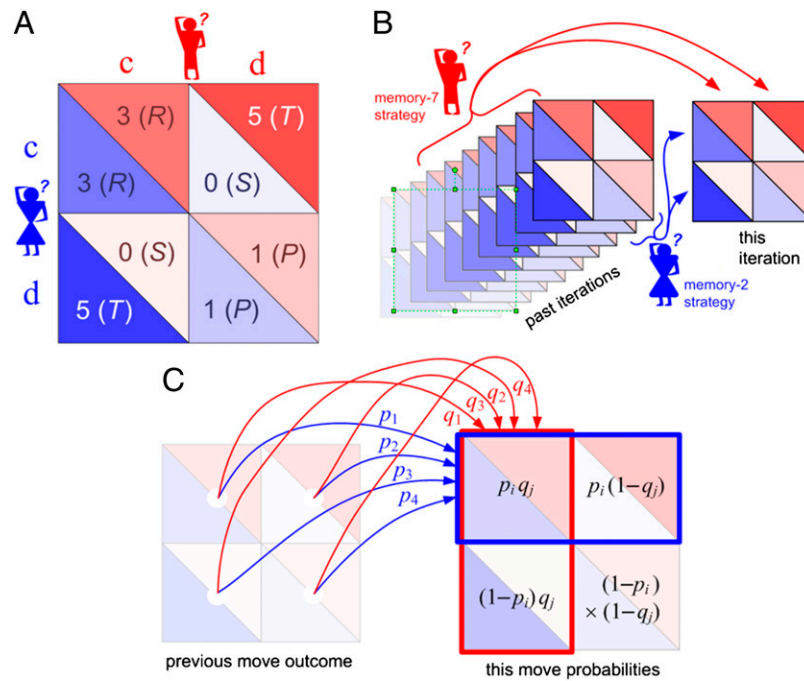 A
?
c
d
c
3 (R)
5 (T)
3 (R)
0 (S)
?
d
0 (S)
1 (P)
5 (T)
1 (P)
B
?
memory-7
strategy
past iterations
this
iteration
?
memory-2
strategy
C
q1
q3
q2
q4
p1
p2
p3
p4
pi qj
pi (1−qj)
(1−pi) qj
(1−pi)
× (1−qj)
previous move outcome
this move probabilities